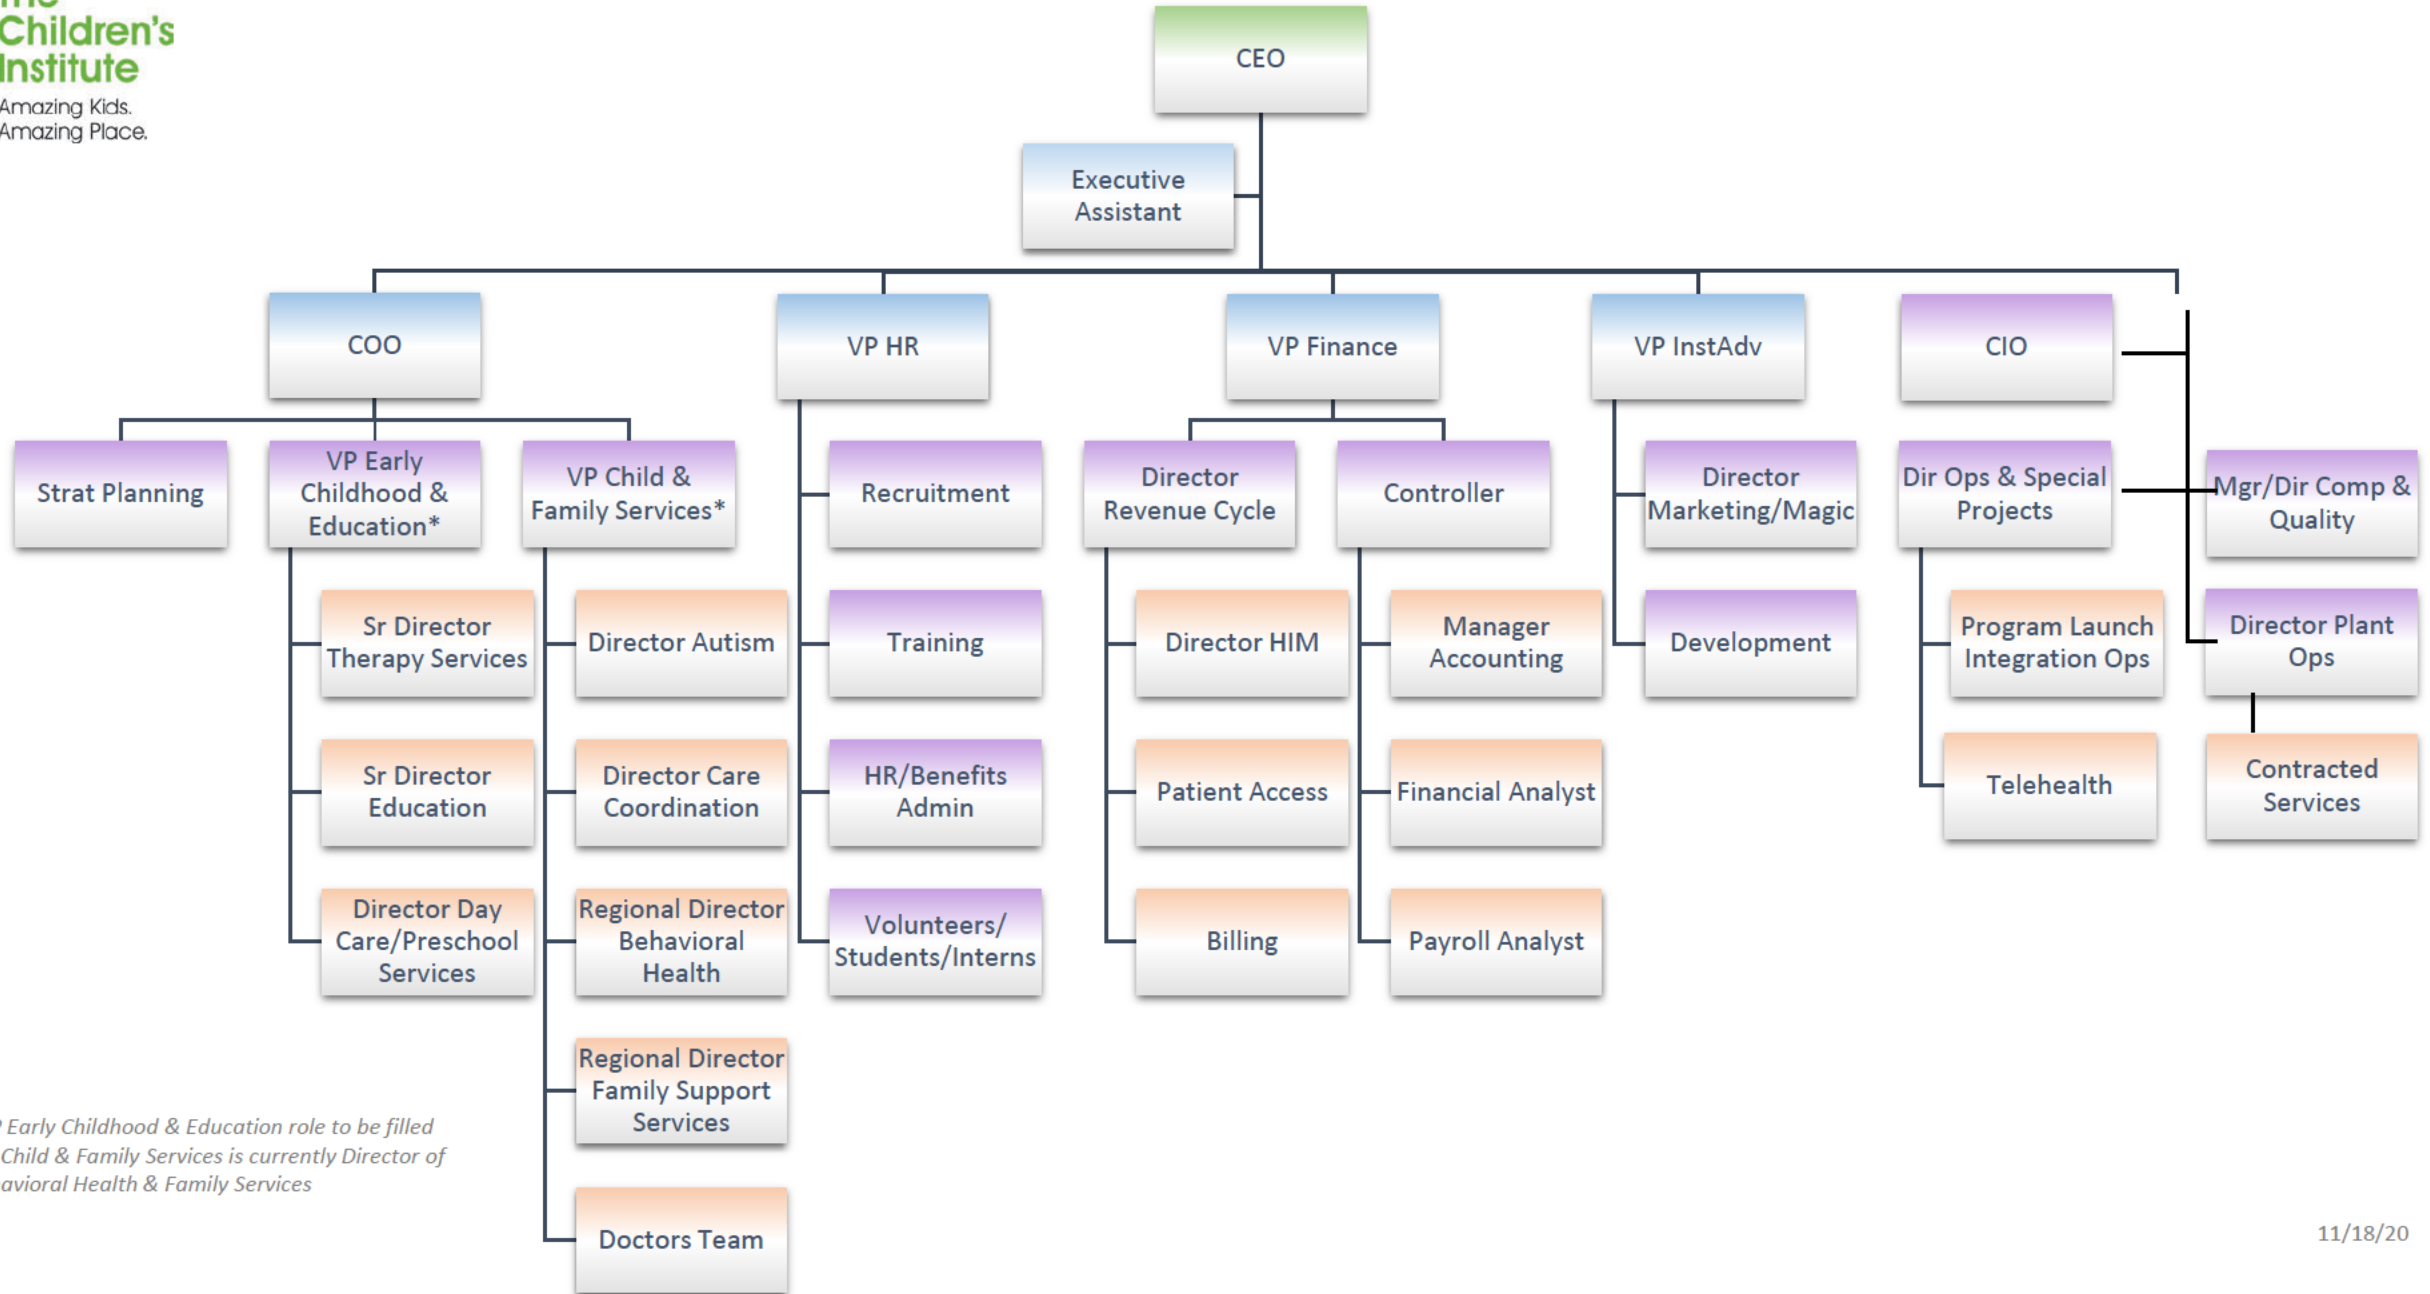 The
Children's
Institute
Amazing Kids.
Amazing Place.
CEO
Executive
Assistant
COO
VP HR
VP Finance
VP InstAdv
CIO
Strat Planning
VP Early
Childhood &
Education*
VP Child &
Family Services*
Recruitment
Director
Revenue Cycle
Controller
Director
Marketing/Magic
Dir Ops & Special
Projects
Mgr/Dir Comp &
Quality
Sr Director
Therapy Services
Director Autism
Training
Director HIM
Manager
Accounting
Development
Program Launch
Integration Ops
Director Plant
Ops
Sr Director
Education
Director Care
Coordination
HR/Benefits
Admin
Patient Access
Financial Analyst
Telehealth
Contracted
Services
Director Day
Care/Preschool
Services
Regional Director
Behavioral
Health
Volunteers/
Students/Interns
Billing
Payroll Analyst
Regional Director
Family Support
Services
Doctors Team
Early Childhood & Education role to be filled
Child & Family Services is currently Director of
avioral Health & Family Services
11/18/20